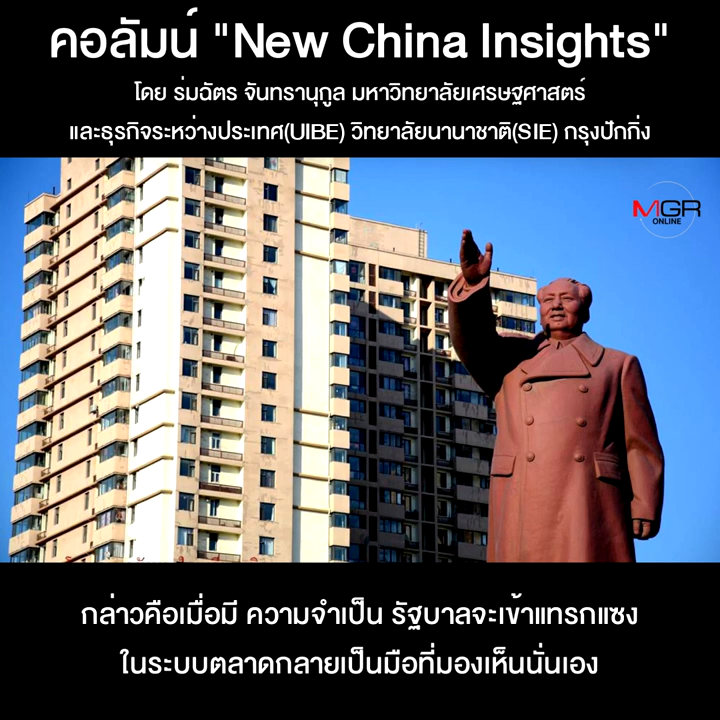 คอลัมน์ "New China Insights"
โดย ร่มฉัตร จันทรานุกูล มหาวิทยาลัยเศรษฐศาสตร์
และธุรกิจระหว่างประเทศ(UIBE) วิทยาลัยนานาชาติ(SIE) กรุงปักกิ่ง
MGR
ONLINE
กล่าวคือเมื่อมี ความจำเป็น รัฐบาลจะเข้าแทรกแซง
ในระบบตลาดกลายเป็นมือที่มองเห็นนั่นเอง